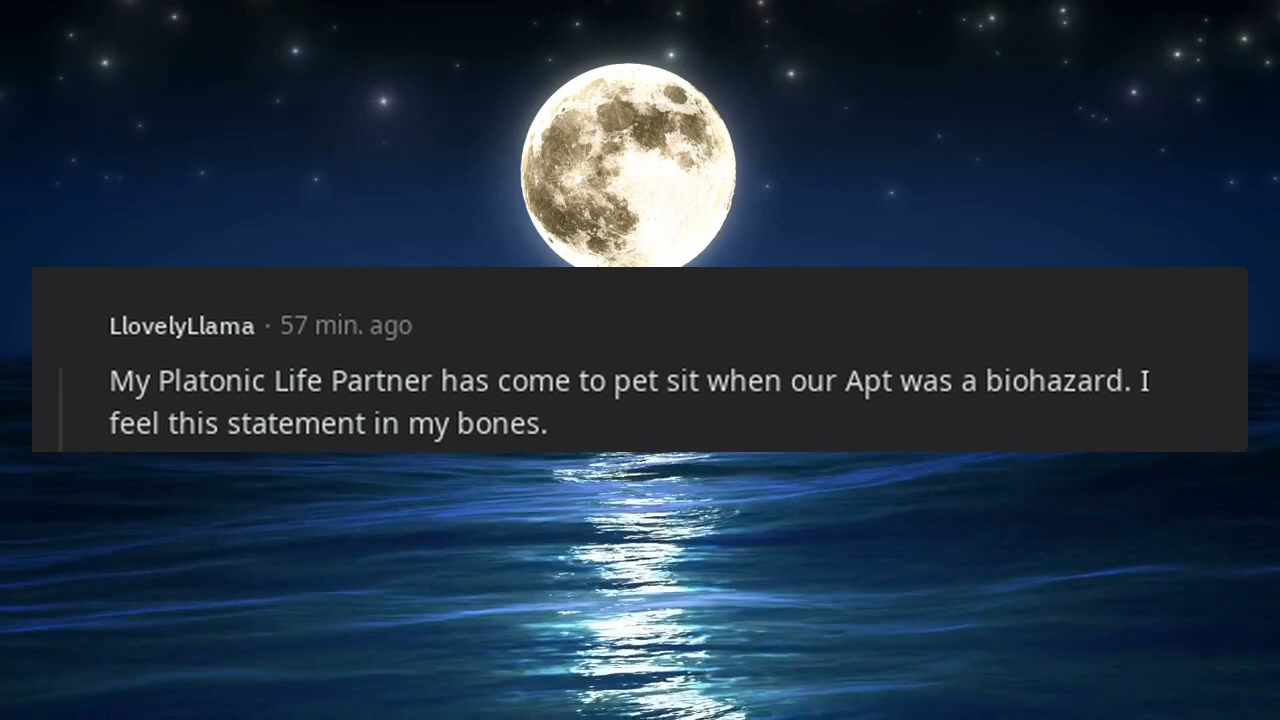 LlovelyLlama · 57 min. ago
My Platonic Life Partner has come to pet sit when our Apt was a biohazard. I
feel this statement in my bones.